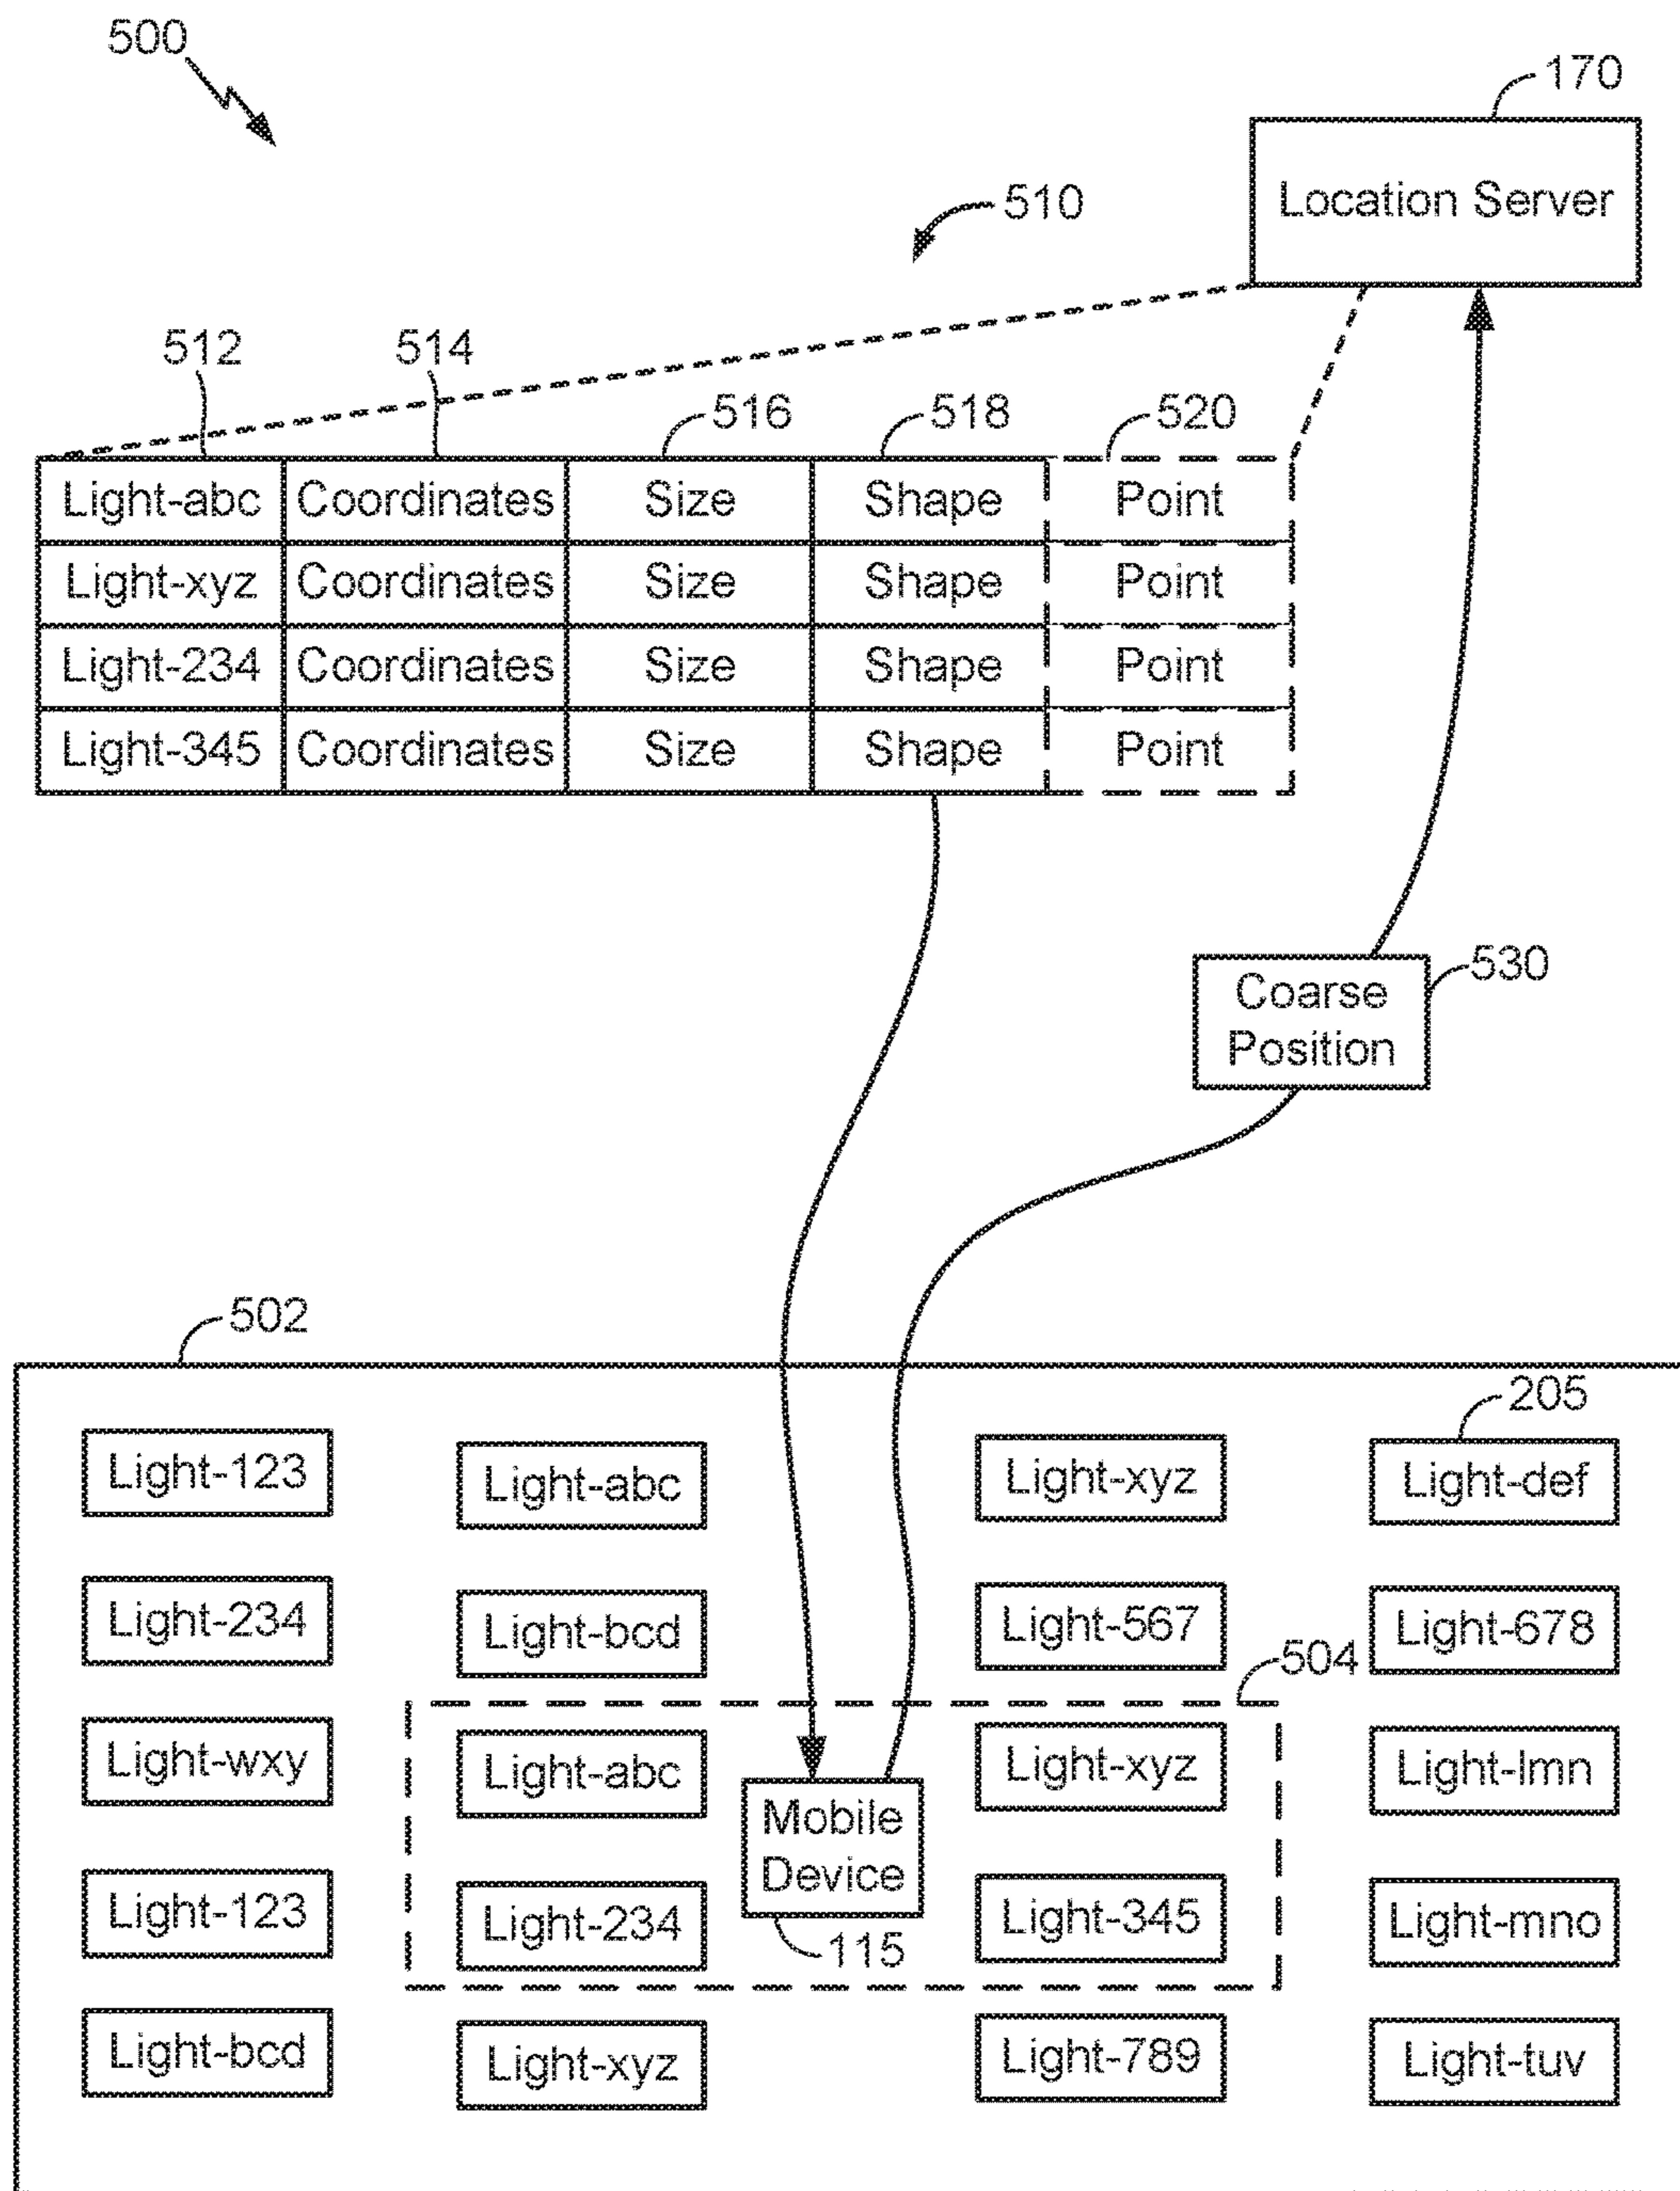 500
170
Location Server
510
512 514
516 518 520
Light-abc Coordinates Size Shape Point
Light-xyz Coordinates Size Shape Point
Light-234 Coordinates Size Shape Point
Light-345 Coordinates Size Shape Point
530
Coarse
Position
502
205
Light-123 Light-abc Light-xyz Light-def
Light-234 Light-bcd Light-567 Light-678
504
Light-wxy Light-abc Light-xyz Light-lmn
Mobile
Device
Light-123 Light-234 Light-345 Light-mno
115
Light-bcd Light-xyz Light-789 Light-tuv